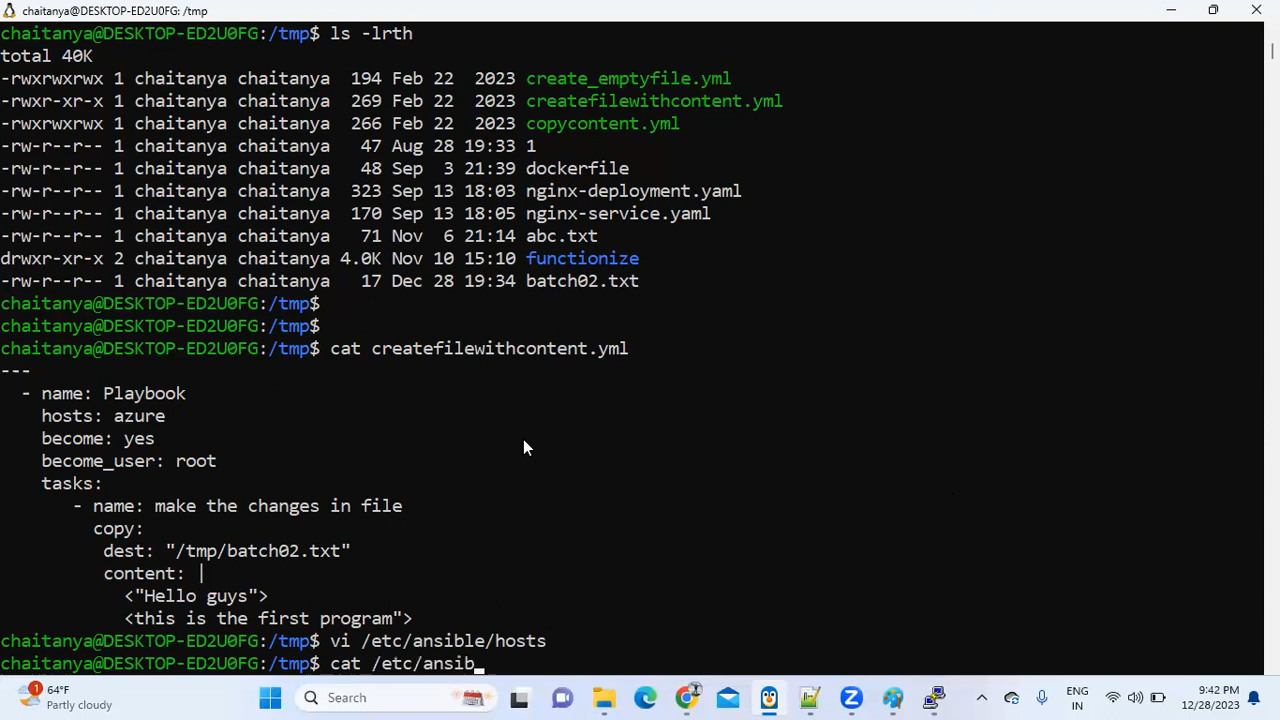 chaitanya@DESKTOP-ED2U0FG: /tmp
chaitanya@DESKTOP-ED2U0FG:/tmp$ ls -lrth
total 40K
-rwxrwxrwx 1 chaitanya chaitanya  194 Feb 22  2023 create_emptyfile.yml
-rwxr-xr-x 1 chaitanya chaitanya  269 Feb 22  2023 createfilewithcontent.yml
-rwxrwxrwx 1 chaitanya chaitanya  266 Feb 22  2023 copycontent.yml
-rw-r--r-- 1 chaitanya chaitanya   47 Aug 28 19:33 1
-rw-r--r-- 1 chaitanya chaitanya   48 Sep  3 21:39 dockerfile
-rw-r--r-- 1 chaitanya chaitanya  323 Sep 13 18:03 nginx-deployment.yaml
-rw-r--r-- 1 chaitanya chaitanya  170 Sep 13 18:05 nginx-service.yaml
-rw-r--r-- 1 chaitanya chaitanya   71 Nov  6 21:14 abc.txt
drwxr-xr-x 2 chaitanya chaitanya 4.0K Nov 10 15:10 functionize
-rw-r--r-- 1 chaitanya chaitanya   17 Dec 28 19:34 batch02.txt
chaitanya@DESKTOP-ED2U0FG:/tmp$
chaitanya@DESKTOP-ED2U0FG:/tmp$
chaitanya@DESKTOP-ED2U0FG:/tmp$ cat createfilewithcontent.yml
---
  - name: Playbook
    hosts: azure
    become: yes
    become_user: root
    tasks:
       - name: make the changes in file
         copy:
          dest: "/tmp/batch02.txt"
          content: |
            <"Hello guys">
            <this is the first program">
chaitanya@DESKTOP-ED2U0FG:/tmp$ vi /etc/ansible/hosts
chaitanya@DESKTOP-ED2U0FG:/tmp$ cat /etc/ansib_
1
64°F
Partly cloudy
Search
ENG
IN
9:42 PM
12/28/2023